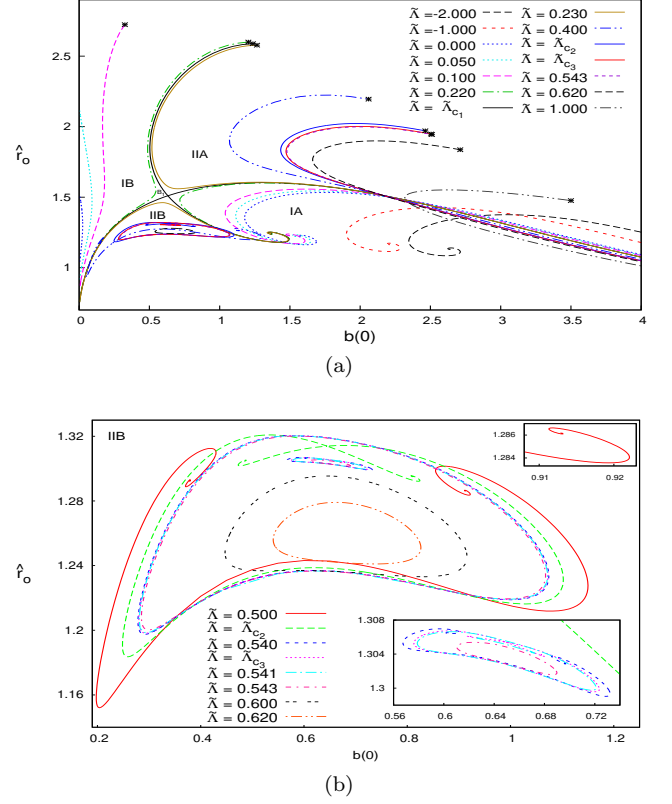 Λ̃ =-2.000
Λ̃ =-1.000
Λ̃ = 0.000
Λ̃ = 0.050
Λ̃ = 0.100
Λ̃ = 0.220
Λ̃ = Λ̃c1
Λ̃ = 0.230
Λ̃ = 0.400
Λ̃ = Λ̃c2
Λ̃ = Λ̃c3
Λ̃ = 0.543
Λ̃ = 0.620
Λ̃ = 1.000
2.5
2
1.5
1
r̂o
IIA
IB
IIB
IA
0
0.5
1
1.5
2
2.5
3
3.5
4
b(0)
(a)
IIB
1.32
1.28
1.24
1.2
1.16
r̂o
1.286
1.284
0.91
0.92
Λ̃ = 0.500
Λ̃ = Λ̃c2
Λ̃ = 0.540
Λ̃ = Λ̃c3
Λ̃ = 0.541
Λ̃ = 0.543
Λ̃ = 0.600
Λ̃ = 0.620
1.308
1.304
1.3
0.56
0.6
0.64
0.68
0.72
0.2
0.4
0.6
0.8
1
1.2
b(0)
(b)